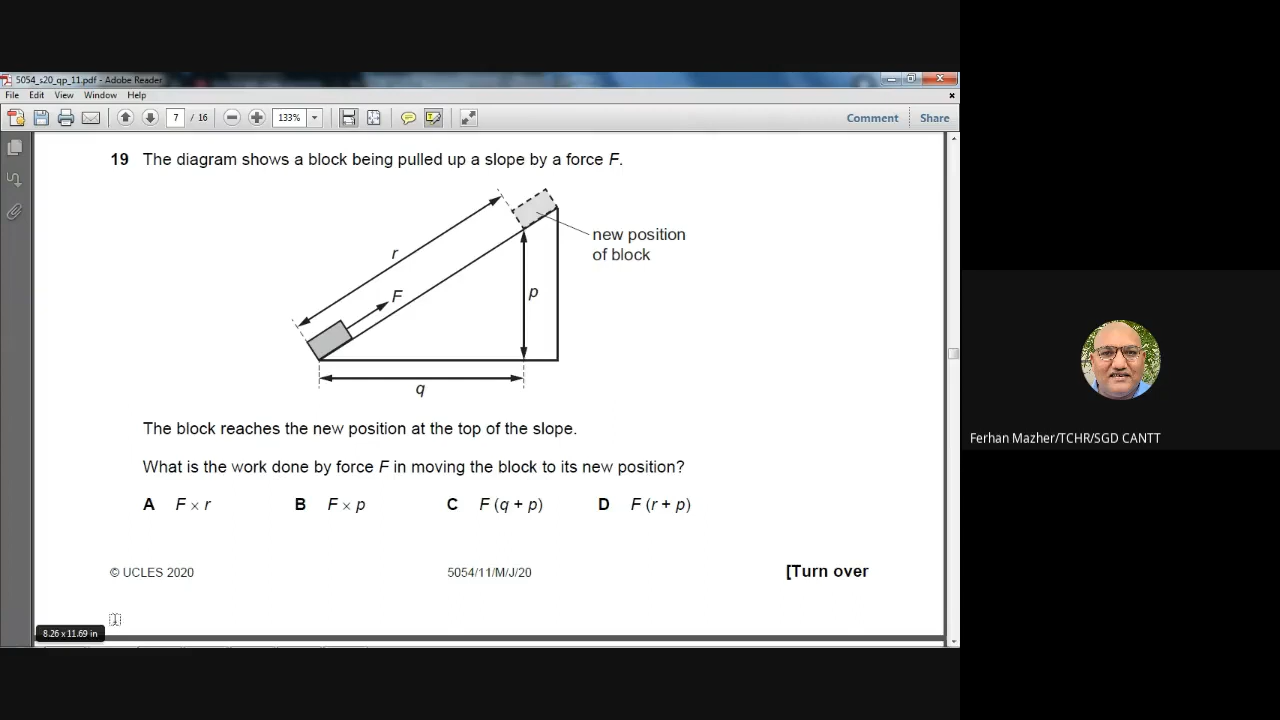 5054_s20_qp_11.pdf - Adobe Reader
File Edit View Window Help
7 / 16 133% Comment Share
19 The diagram shows a block being pulled up a slope by a force F.
new position
of block
r
F
p
q
The block reaches the new position at the top of the slope.
What is the work done by force F in moving the block to its new position?
A F × r B F × p C F (q + p) D F (r + p)
© UCLES 2020 5054/11/M/J/20 [Turn over
8.26 x 11.69 in
Ferhan Mazher/TCHR/SGD CANTT